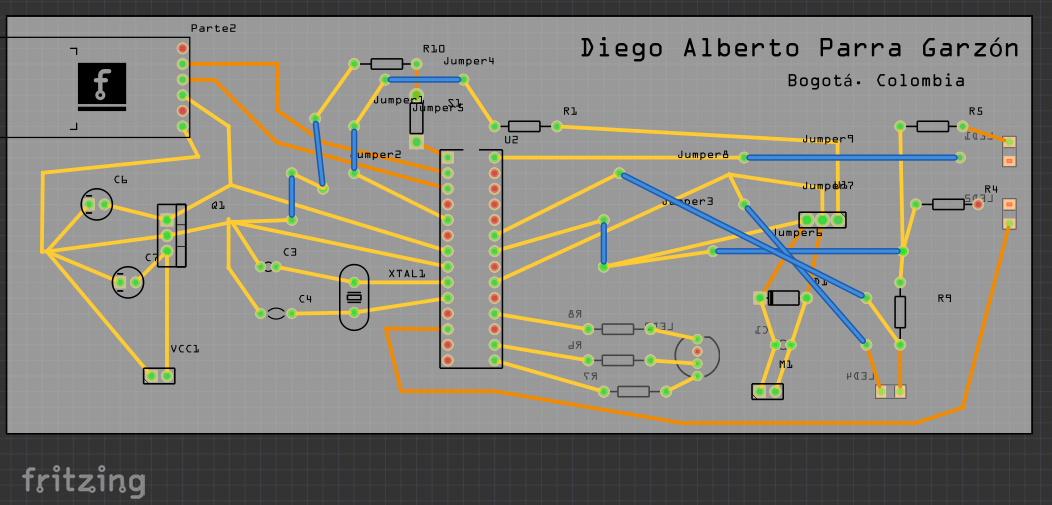 Parte2
Diego Alberto Parra Garzón
Bogotá. Colombia
R10
Jumper4
Jumper1
S1
Jumper5
R1
U2
R5
LED1
Jumper9
Jumper8
Jumper2
C6
Q1
Jumper3
R4
LED2
Jumper6
C7
C3
XTAL1
D1
C4
R8
R9
C1
R6
VCC1
R7
M1
LED4
fritzing